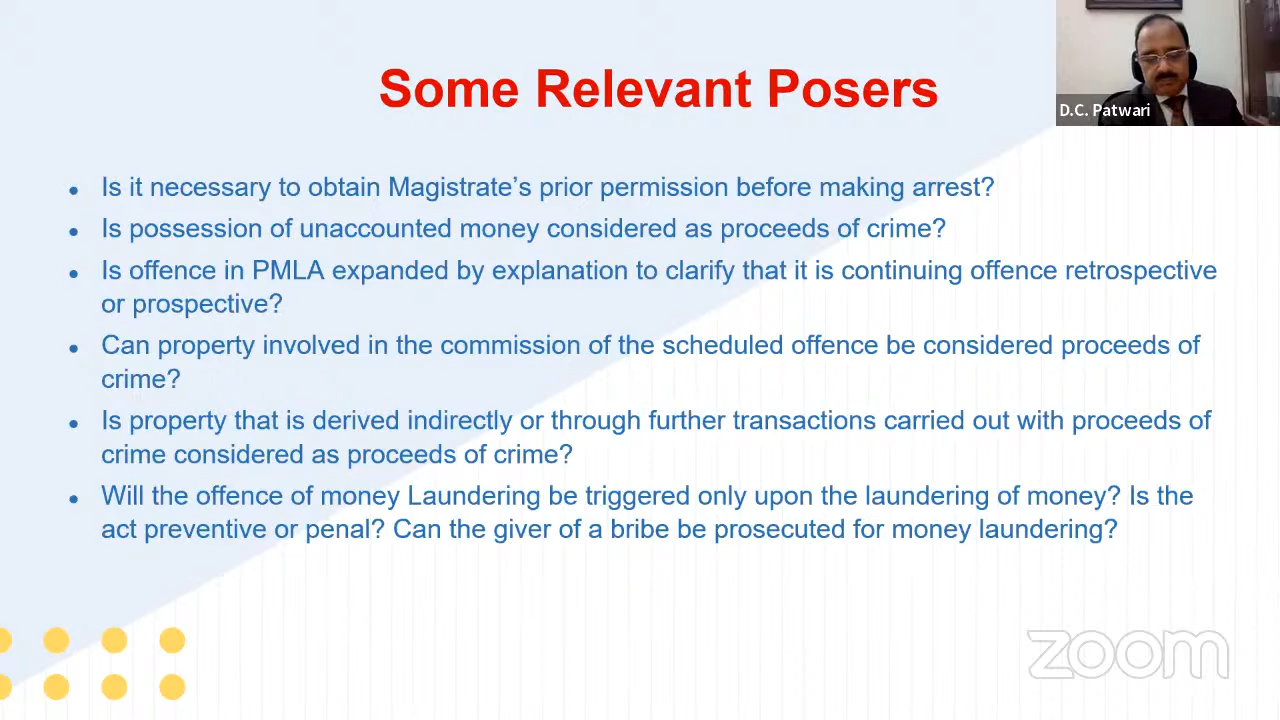 Some Relevant Posers
D.C. Patwari
• Is it necessary to obtain Magistrate’s prior permission before making arrest?
• Is possession of unaccounted money considered as proceeds of crime?
• Is offence in PMLA expanded by explanation to clarify that it is continuing offence retrospective
or prospective?
• Can property involved in the commission of the scheduled offence be considered proceeds of
crime?
• Is property that is derived indirectly or through further transactions carried out with proceeds of
crime considered as proceeds of crime?
• Will the offence of money Laundering be triggered only upon the laundering of money? Is the
act preventive or penal? Can the giver of a bribe be prosecuted for money laundering?
zoom